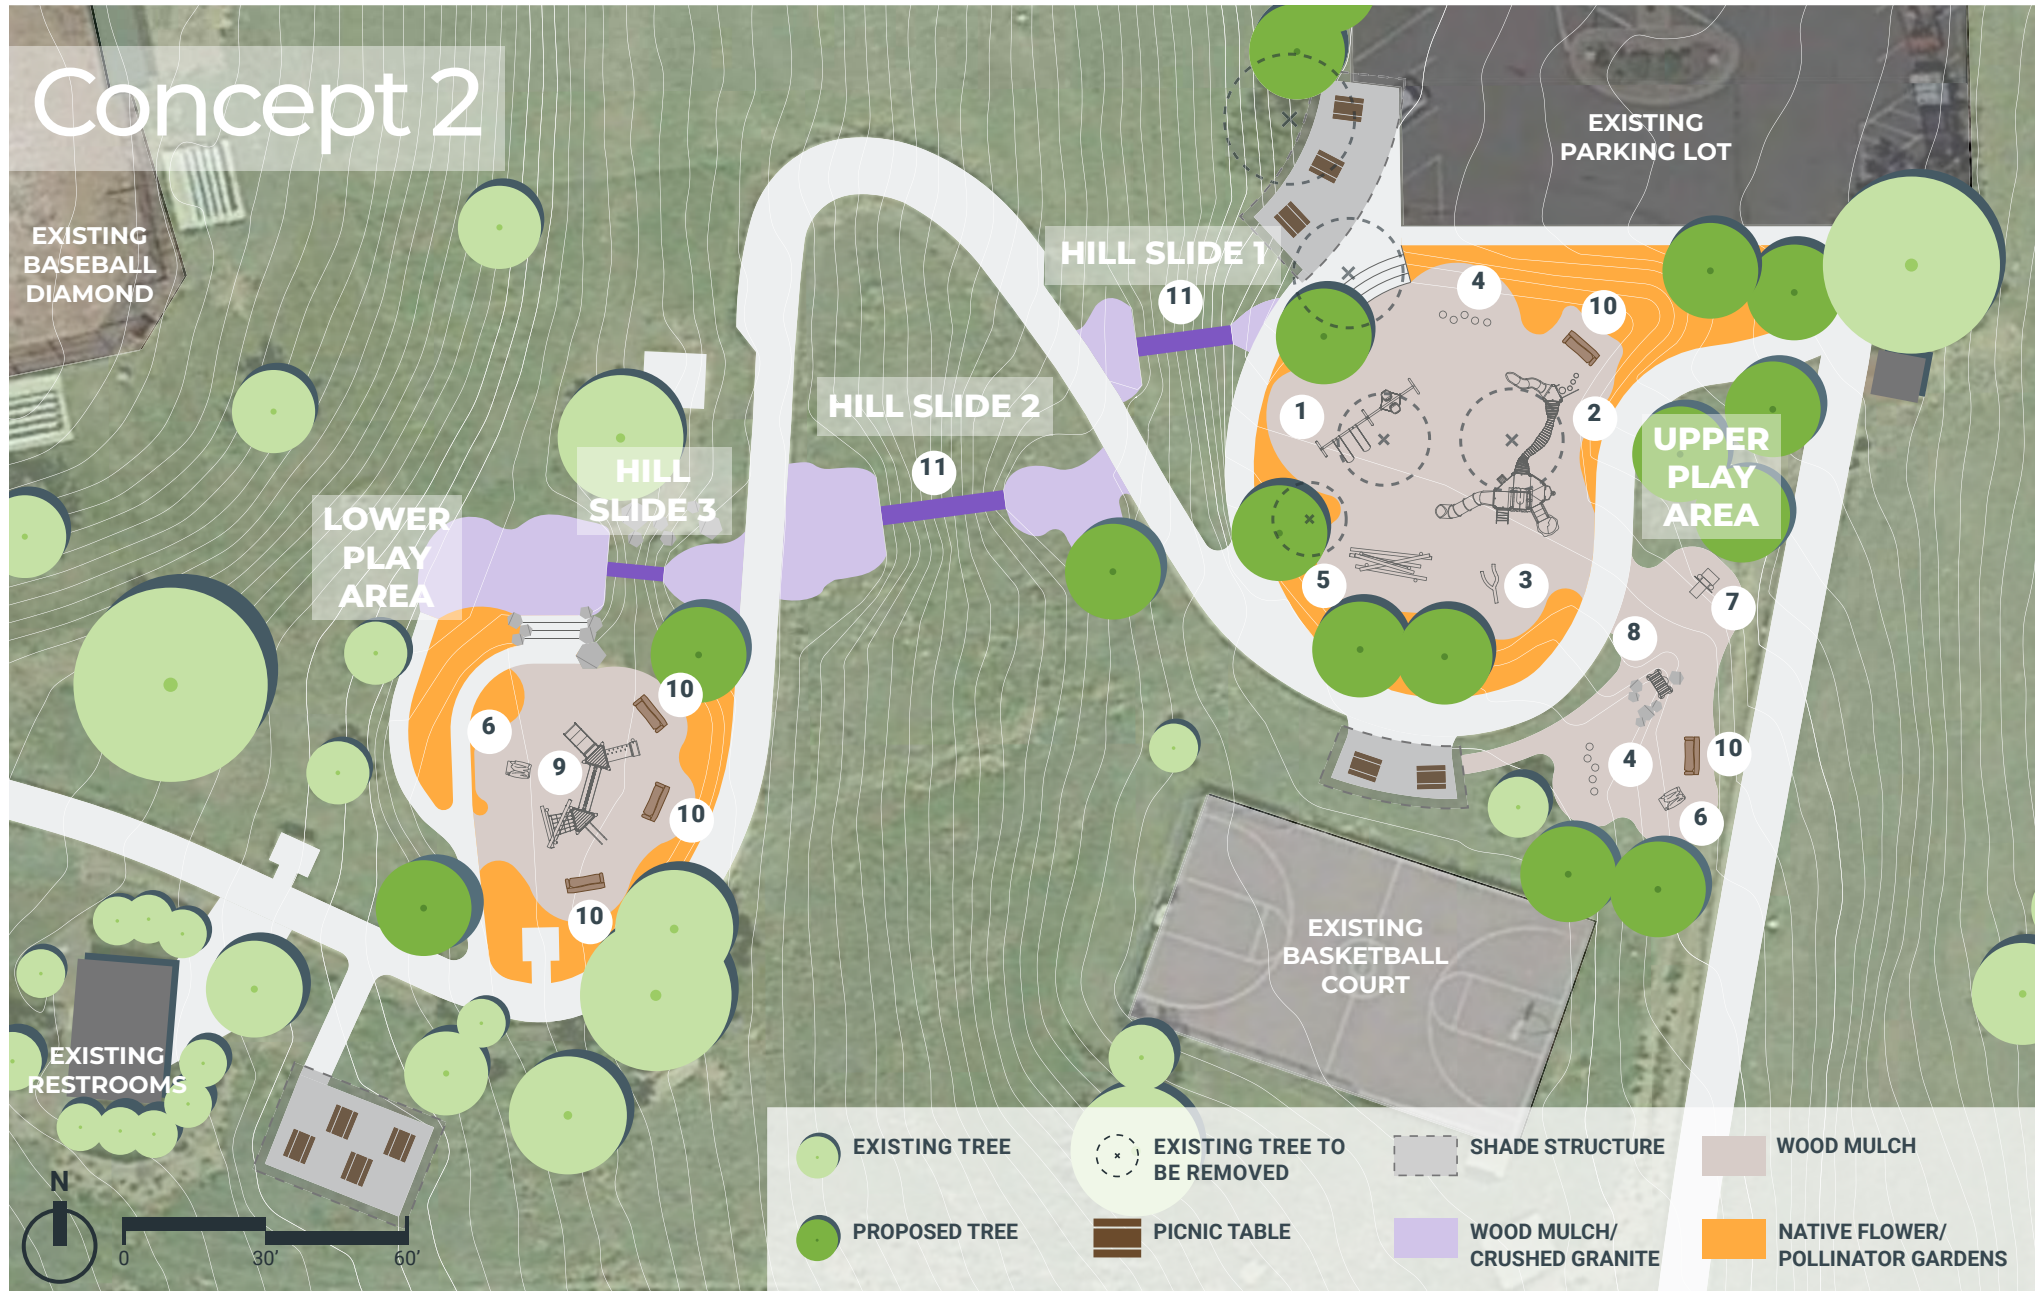 Concept 2
EXISTING
BASEBALL
DIAMOND
EXISTING
PARKING LOT
HILL SLIDE 1
11
4
10
1
2
HILL SLIDE 2
11
UPPER
PLAY
AREA
HILL
SLIDE 3
LOWER
PLAY
AREA
5
3
7
8
10
6
9
10
10
4
10
6
EXISTING
BASKETBALL
COURT
EXISTING
RESTROOMS
N
0
30'
60'
EXISTING TREE
EXISTING TREE TO
BE REMOVED
SHADE STRUCTURE
WOOD MULCH
PROPOSED TREE
PICNIC TABLE
WOOD MULCH/
CRUSHED GRANITE
NATIVE FLOWER/
POLLINATOR GARDENS